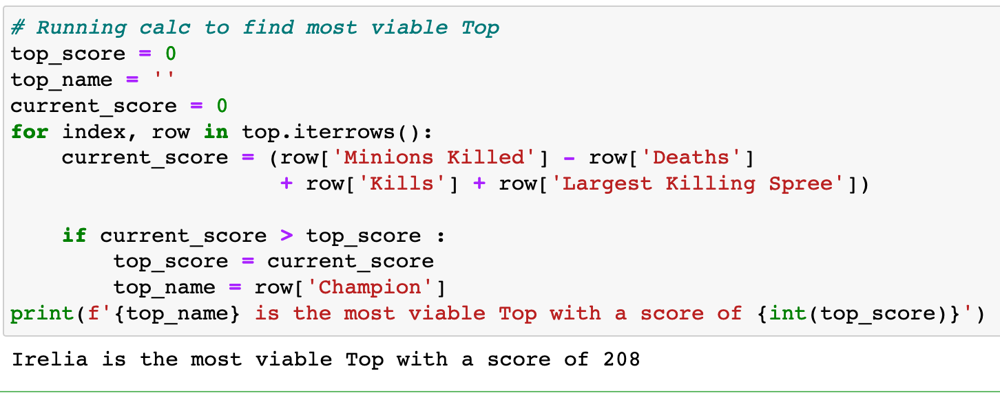 # Running calc to find most viable Top
top_score = 0
top_name = ''
current_score = 0
for index, row in top.iterrows():
    current_score = (row['Minions Killed'] - row['Deaths']
                     + row['Kills'] + row['Largest Killing Spree'])
    if current_score > top_score :
        top_score = current_score
        top_name = row['Champion']
print(f'{top_name} is the most viable Top with a score of {int(top_score)}')
Irelia is the most viable Top with a score of 208